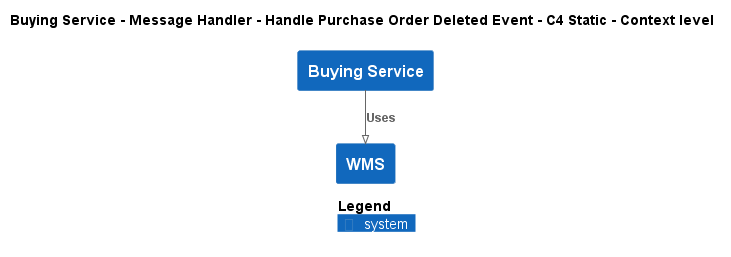 Buying Service - Message Handler - Handle Purchase Order Deleted Event - C4 Static - Context level
Buying Service
Uses
WMS
Legend
system